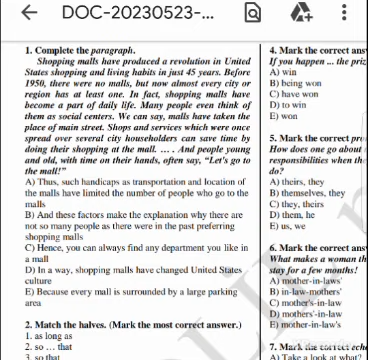 DOC-20230523-...
1. Complete the paragraph.
Shopping malls have produced a revolution in United
States shopping and living habits in just 45 years. Before
1950, there were no malls, but now almost every city or
region has at least one. In fact, shopping malls have
become a part of daily life. Many people even think of
them as social centers. We can say, malls have taken the
place of main street. Shops and services which were once
spread over several city householders can save time by
doing their shopping at the mall. ... . And people young
and old, with time on their hands, often say, "Let's go to
the mall!"
A) Thus, such handicaps as transportation and location of
the malls have limited the number of people who go to the
malls
B) And these factors make the explanation why there are
not so many people as there were in the past preferring
shopping malls
C) Hence, you can always find any department you like in
a mall
D) In a way, shopping malls have changed United States
culture
E) Because every mall is surrounded by a large parking
area
2. Match the halves. (Mark the most correct answer.)
1. as long as
2. so ... that
3. so that
4. Mark the correct ans
If you happen ... the priz
A) win
B) being won
C) have won
D) to win
E) won
5. Mark the correct pr
How does one go about
responsibilities when th
do?
A) theirs, they
B) themselves, they
C) they, theirs
D) them, he
E) us, we
6. Mark the correct ans
What makes a woman th
stay for a few months!
A) mother-in-laws'
B) in-law-mothers'
C) mother's-in-law
D) mothers'-in-law
E) mother-in-law's
7. Mark the correct ech
A) Take a look at what?